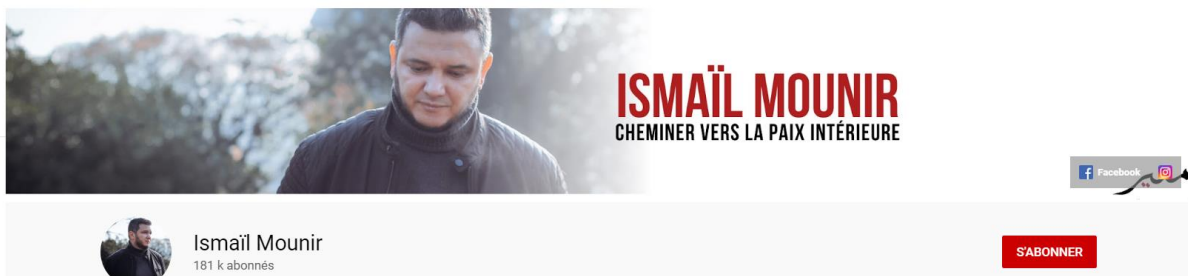 ISMAÏL MOUNIR
CHEMINER VERS LA PAIX INTÉRIEURE
Facebook
Ismaïl Mounir
181 k abonnés
S'ABONNER